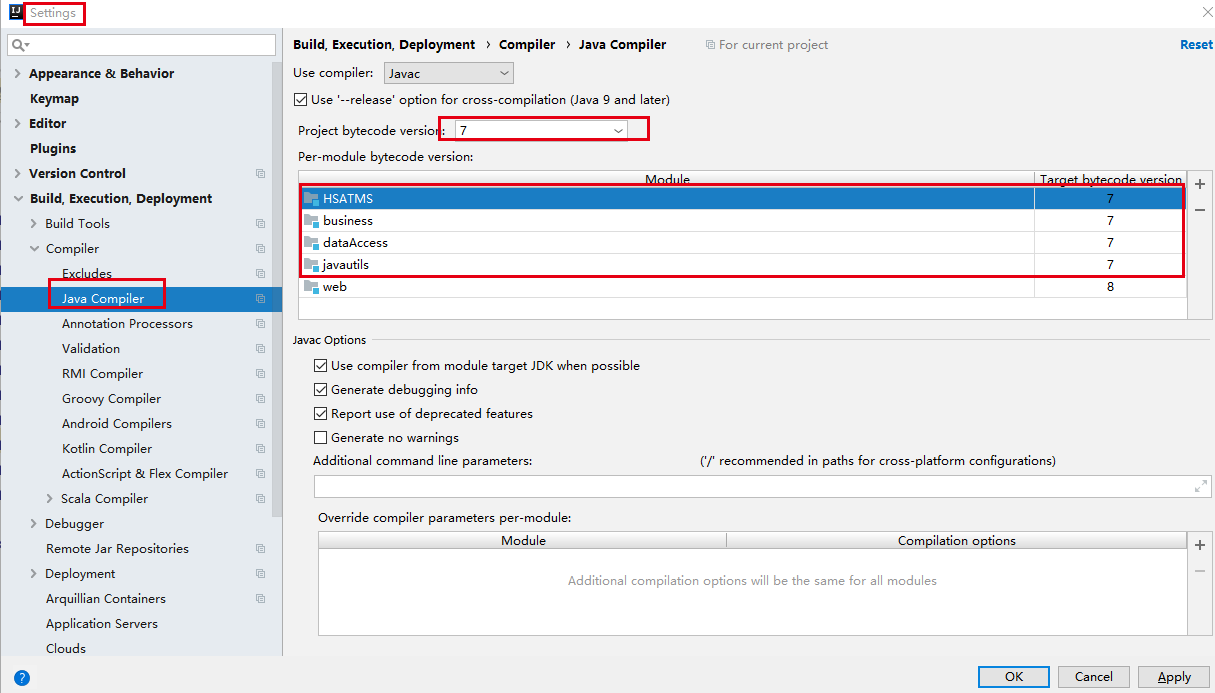 Settings
Appearance & Behavior
Keymap
Editor
Plugins
Version Control
Build, Execution, Deployment
Build Tools
Compiler
Excludes
Java Compiler
Annotation Processors
Validation
RMI Compiler
Groovy Compiler
Android Compilers
Kotlin Compiler
ActionScript & Flex Compiler
Scala Compiler
Debugger
Remote Jar Repositories
Deployment
Arquillian Containers
Application Servers
Clouds
Build, Execution, Deployment › Compiler › Java Compiler For current project Reset
Use compiler: Javac
Use '--release' option for cross-compilation (Java 9 and later)
Project bytecode version: 7
Per-module bytecode version:
Module Target bytecode version
HSATMS 7
business 7
dataAccess 7
javautils 7
web 8
Javac Options
Use compiler from module target JDK when possible
Generate debugging info
Report use of deprecated features
Generate no warnings
Additional command line parameters: ('/' recommended in paths for cross-platform configurations)
Override compiler parameters per-module:
Module Compilation options
Additional compilation options will be the same for all modules
? OK Cancel Apply